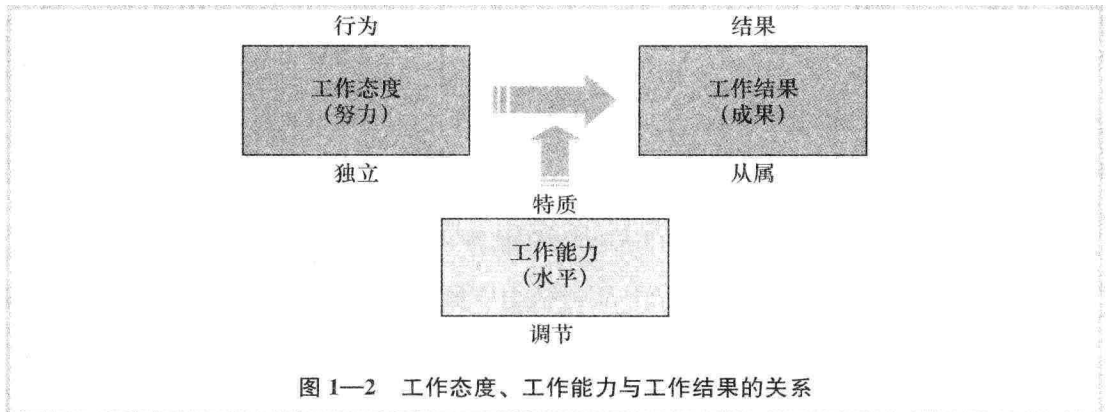 行为
结果
工作态度
(努力)
工作结果
(成果)
独立
从属
特质
工作能力
(水平)
调节
图 1—2 工作态度、工作能力与工作结果的关系